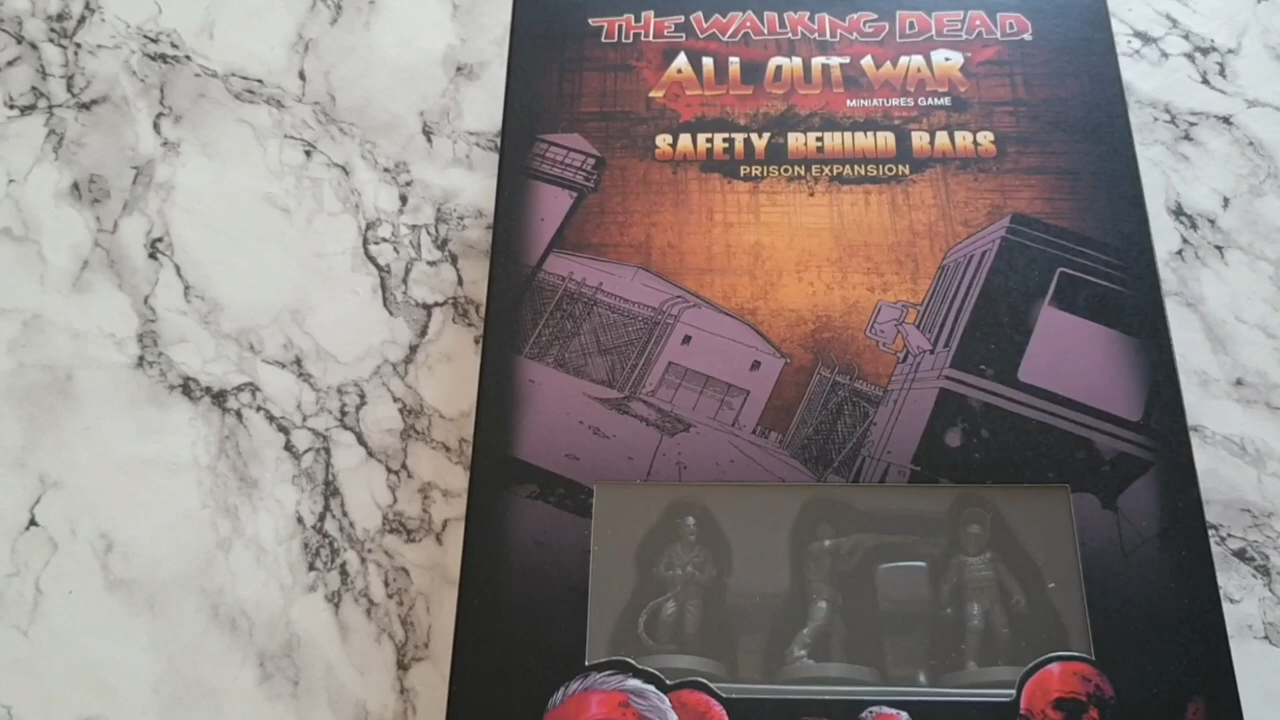 THE WALKING DEAD
ALL OUT WAR
MINIATURES GAME
SAFETY BEHIND BARS
PRISON EXPANSION